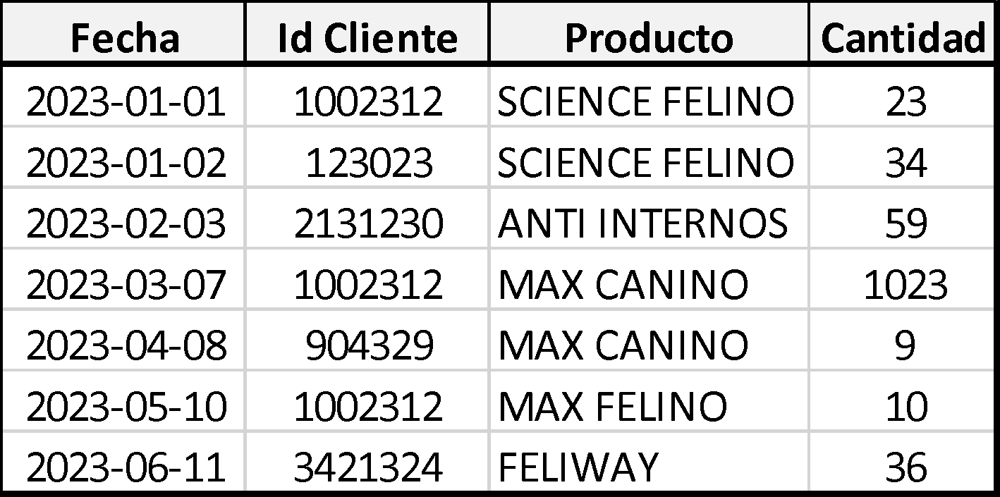 Fecha Id Cliente Producto Cantidad
2023-01-01 1002312 SCIENCE FELINO 23
2023-01-02 123023 SCIENCE FELINO 34
2023-02-03 2131230 ANTI INTERNOS 59
2023-03-07 1002312 MAX CANINO 1023
2023-04-08 904329 MAX CANINO 9
2023-05-10 1002312 MAX FELINO 10
2023-06-11 3421324 FELIWAY 36